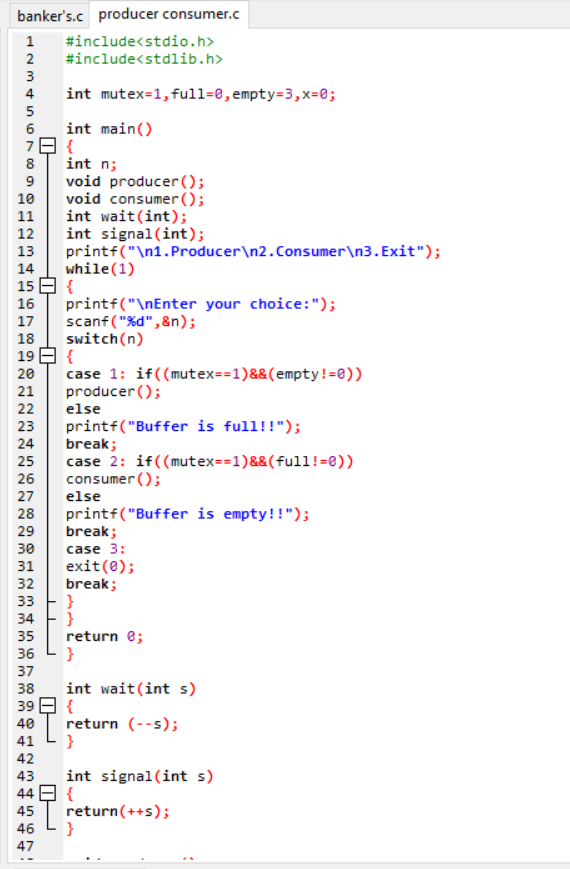 banker's.c producer consumer.c
1 #include<stdio.h>
2 #include<stdlib.h>
3
4 int mutex=1,full=0,empty=3,x=0;
5
6 int main()
7 {
8 int n;
9 void producer();
10 void consumer();
11 int wait(int);
12 int signal(int);
13 printf("\n1.Producer\n2.Consumer\n3.Exit");
14 while(1)
15 {
16 printf("\nEnter your choice:");
17 scanf("%d",&n);
18 switch(n)
19 {
20 case 1: if((mutex==1)&&(empty!=0))
21 producer();
22 else
23 printf("Buffer is full!!");
24 break;
25 case 2: if((mutex==1)&&(full!=0))
26 consumer();
27 else
28 printf("Buffer is empty!!");
29 break;
30 case 3:
31 exit(0);
32 break;
33 }
34 }
35 return 0;
36 }
37
38 int wait(int s)
39 {
40 return (--s);
41 }
42
43 int signal(int s)
44 {
45 return(++s);
46 }
47